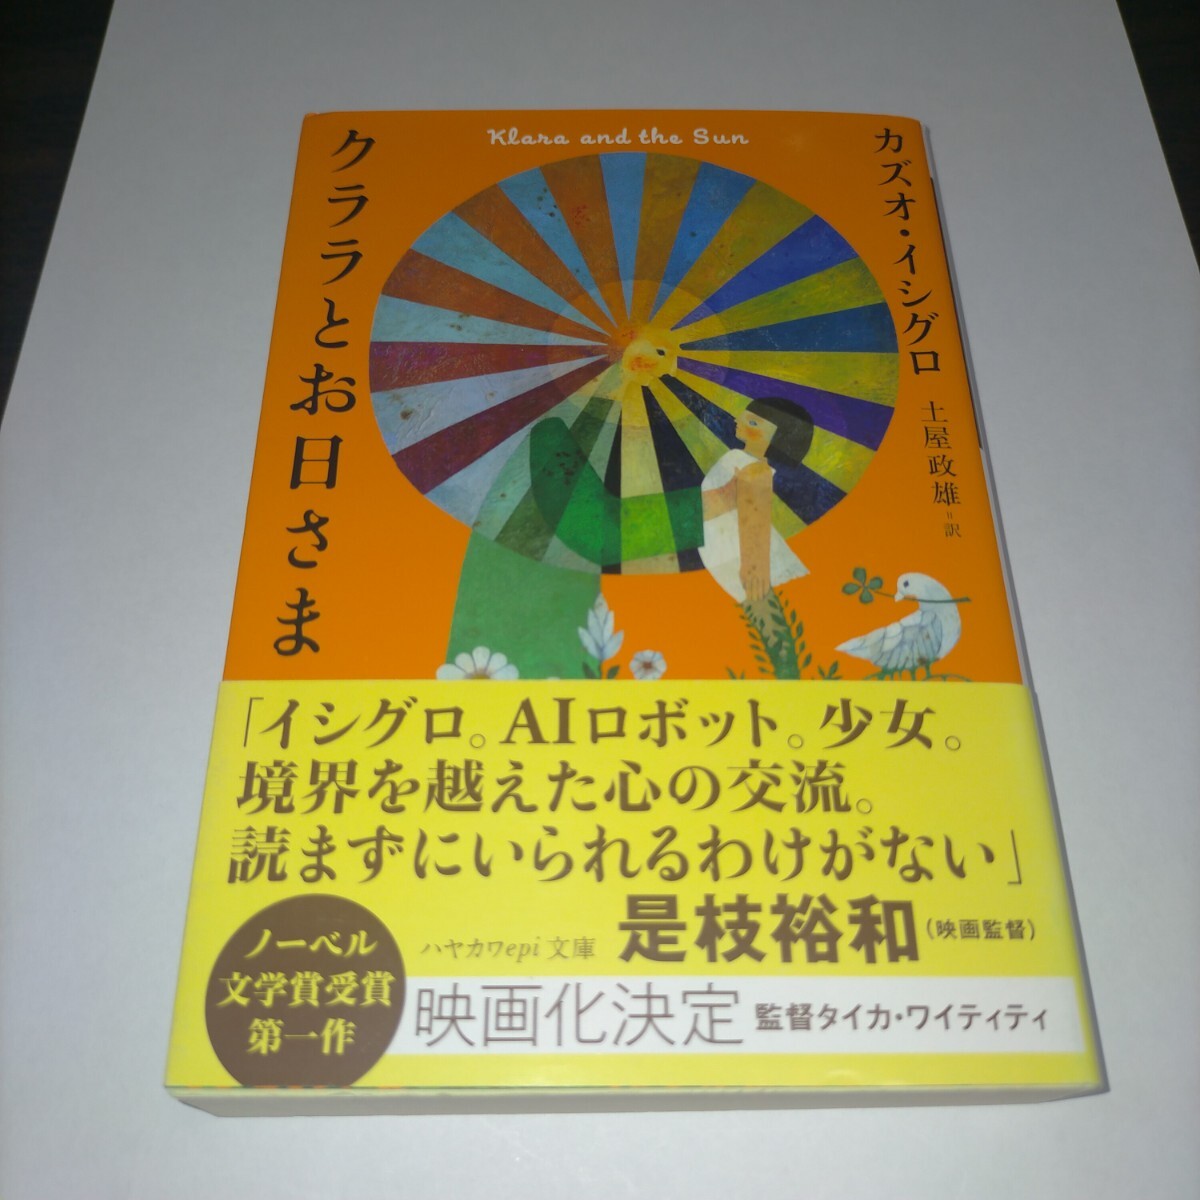 Klara and the Sun
カズオ・イシグロ
土屋政雄=訳
クララとお日さま
「イシグロ。AIロボット。少女。
境界を越えた心の交流。
読まずにいられるわけがない」
是枝裕和(映画監督)
ハヤカワepi文庫
ノーベル
文学賞受賞
第一作
映画化決定 監督タイカ・ワイティティ